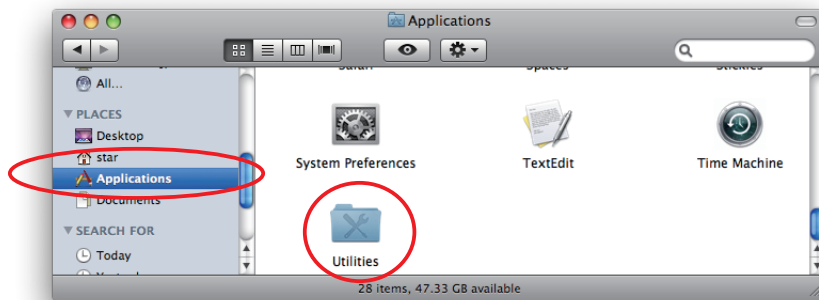 Applications
All...
PLACES
Desktop
star
Applications
Documents
SEARCH FOR
Today
System Preferences
TextEdit
Time Machine
Utilities
28 items, 47.33 GB available